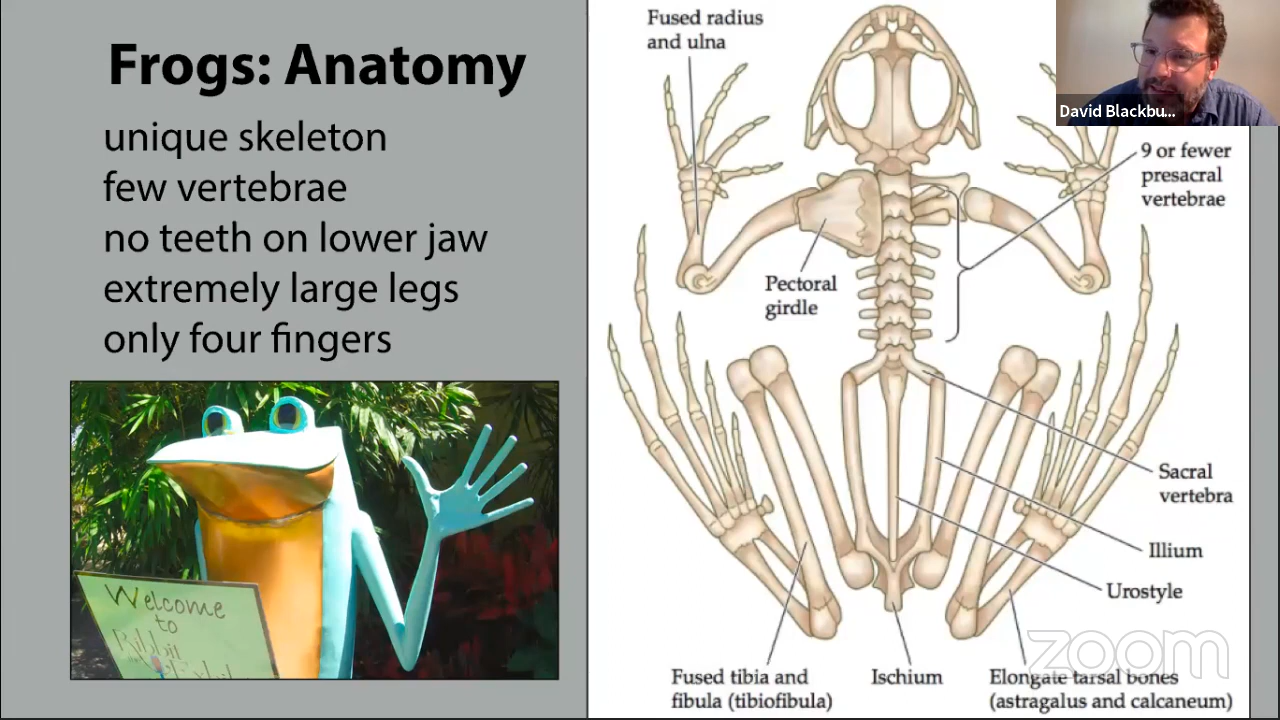 Frogs: Anatomy
unique skeleton
few vertebrae
no teeth on lower jaw
extremely large legs
only four fingers
Welcome
to
Ribbit
Fused radius
and ulna
David Blackbu...
9 or fewer
presacral
vertebrae
Pectoral
girdle
Sacral
vertebra
Illium
Urostyle
Fused tibia and
fibula (tibiofibula)
Ischium
Elongate tarsal bones
(astragalus and calcaneum)
zoom